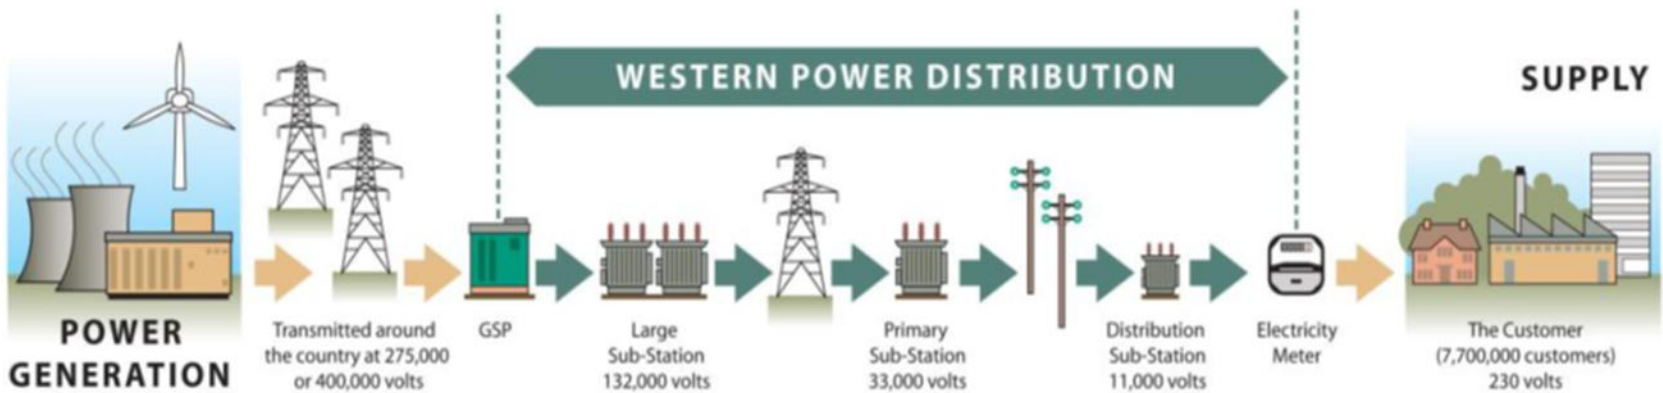 WESTERN POWER DISTRIBUTION
SUPPLY
POWER
GENERATION
Transmitted around
the country at 275,000
or 400,000 volts
GSP
Large
Sub-Station
132,000 volts
Primary
Sub-Station
33,000 volts
Distribution
Sub-Station
11,000 volts
Electricity
Meter
The Customer
(7,700,000 customers)
230 volts